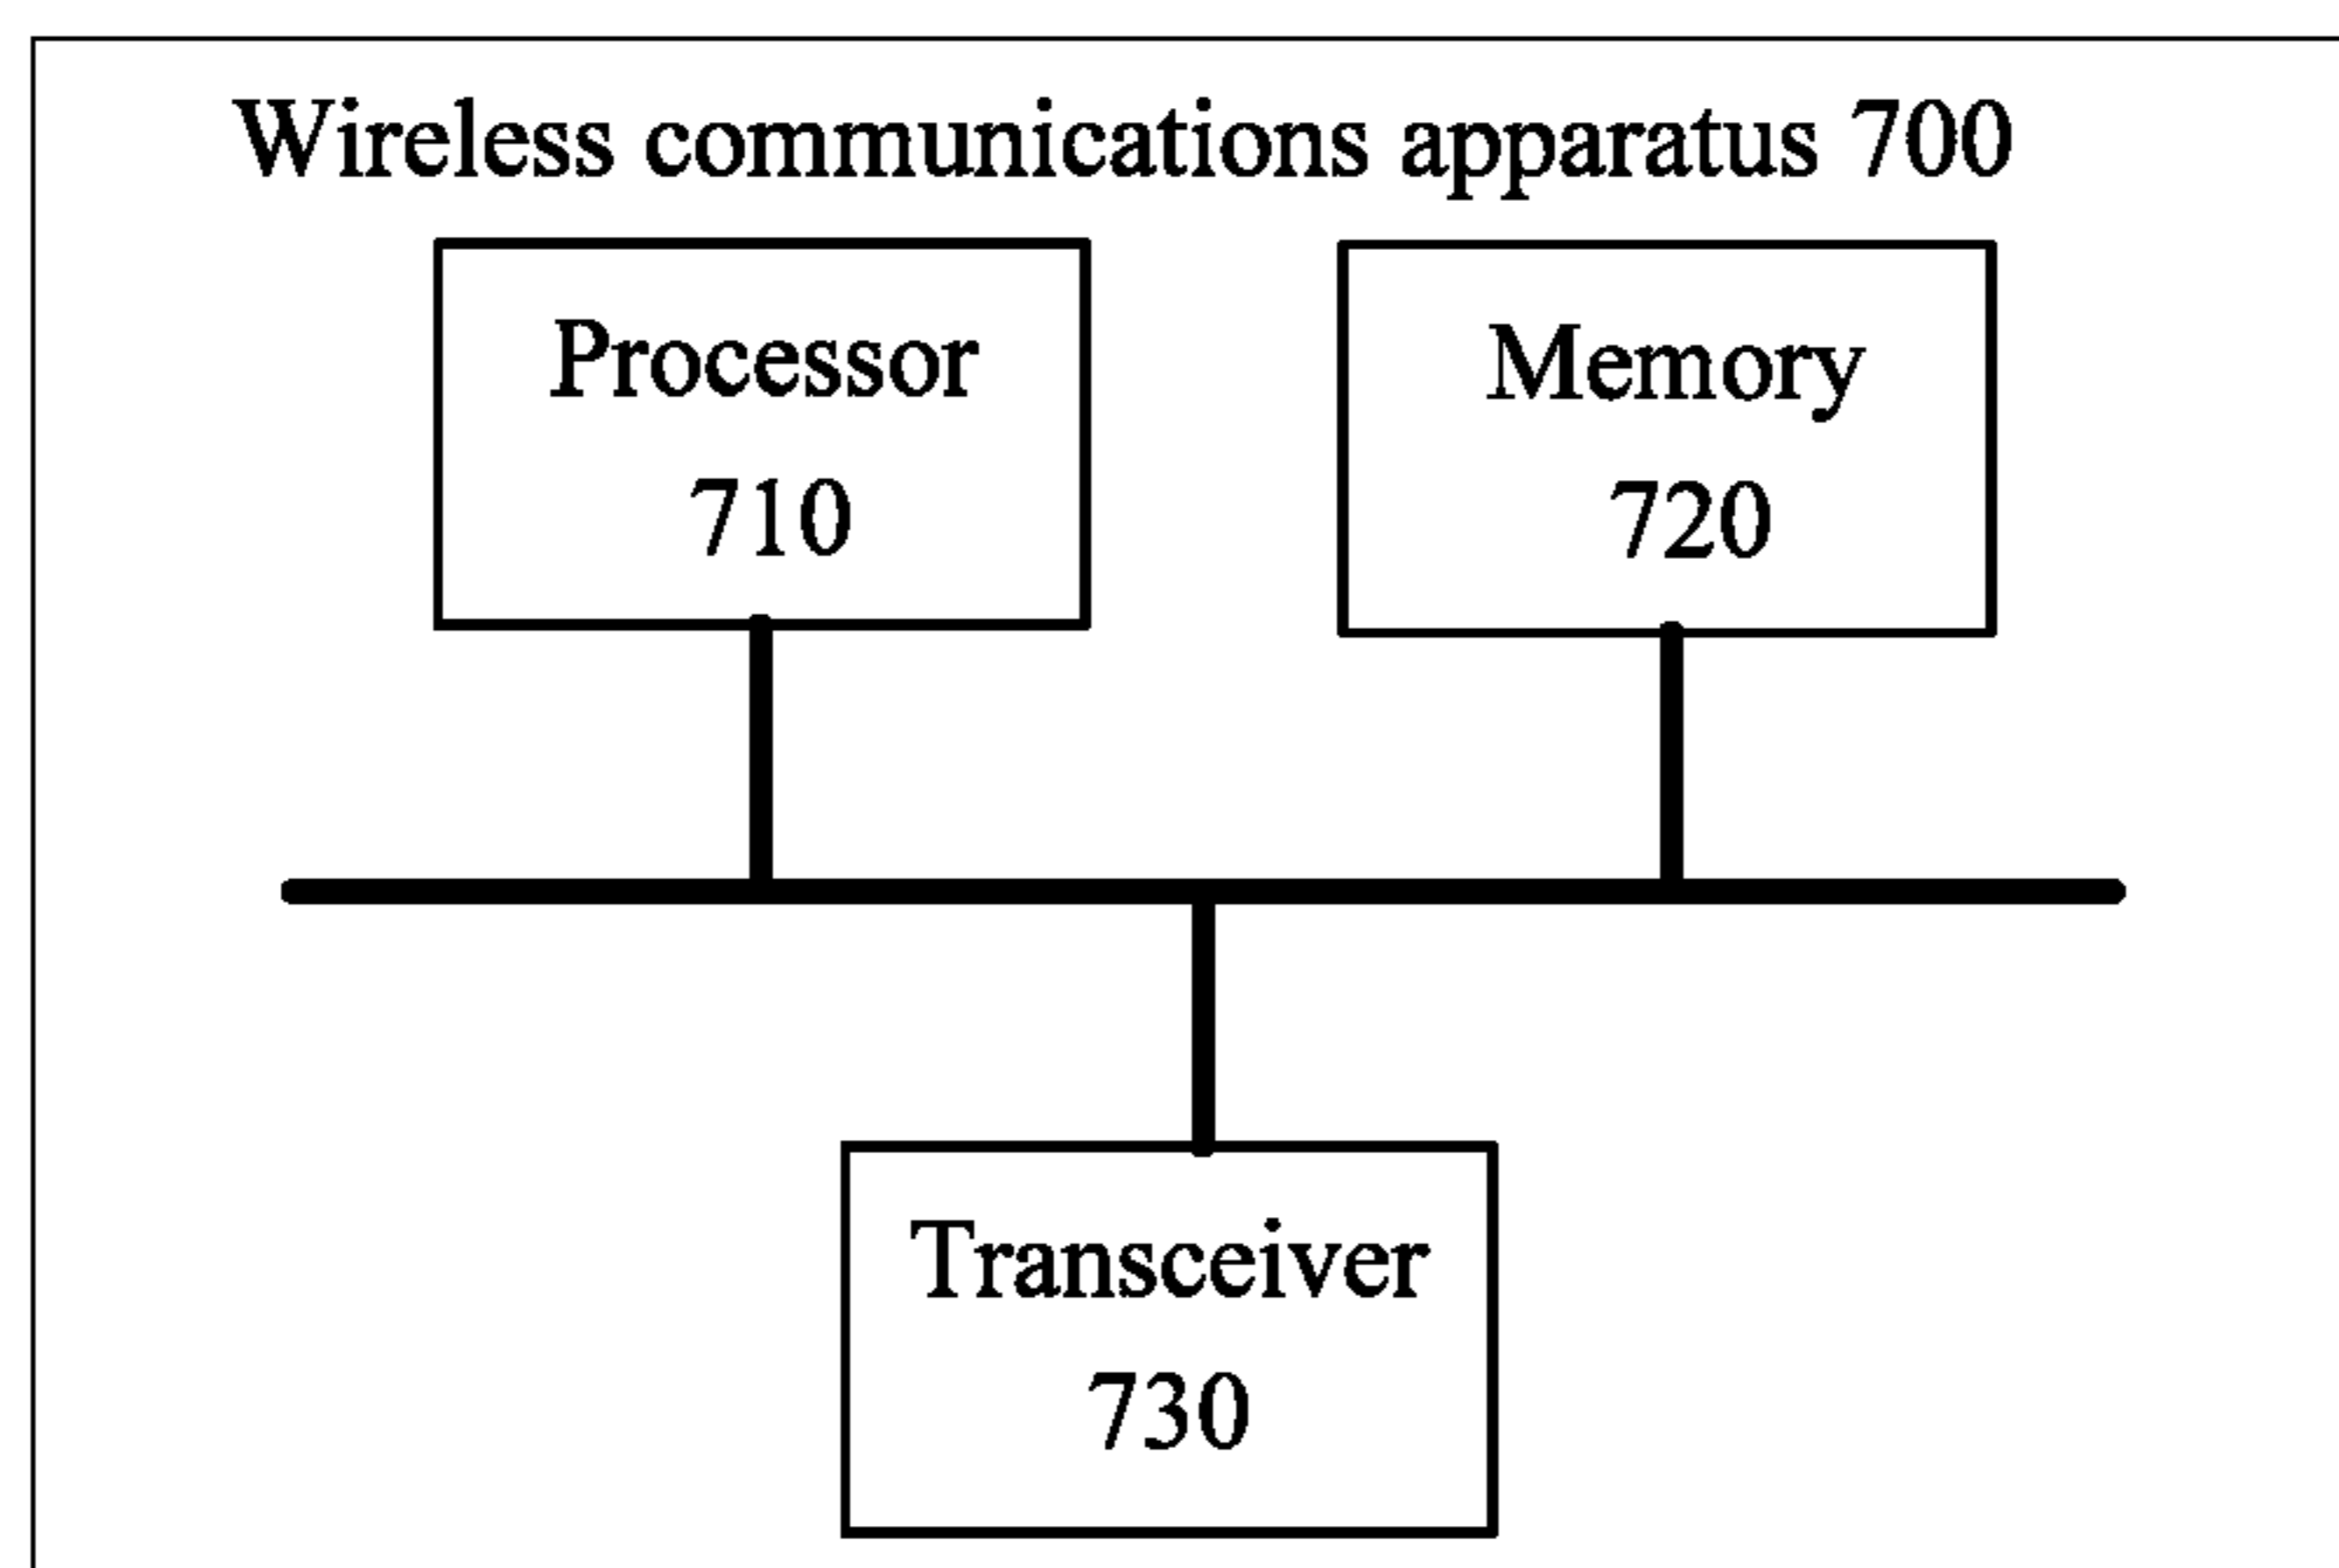 Wireless communications apparatus 700
Processor
710
Memory
720
Transceiver
730